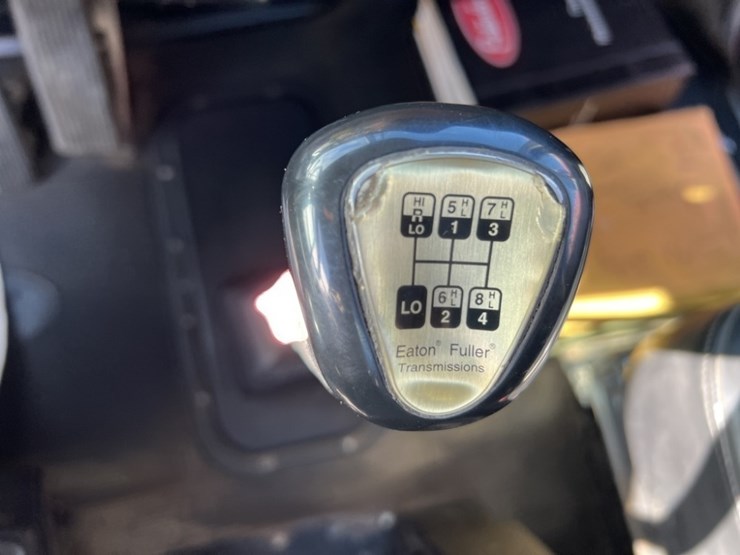 HI 5 H L 7 H L
R
LO 1 3
LO 6 H L 8 H L
2 4
Eaton® Fuller®
Transmissions